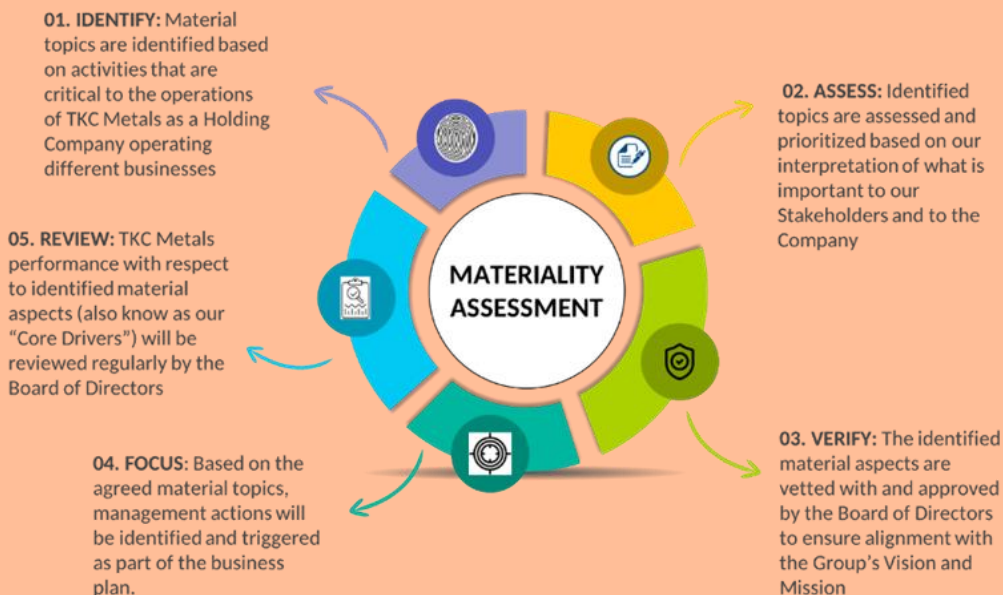 01. IDENTIFY: Material
topics are identified based
on activities that are
critical to the operations
of TKC Metals as a Holding
Company operating
different businesses
02. ASSESS: Identified
topics are assessed and
prioritized based on our
interpretation of what is
important to our
Stakeholders and to the
Company
MATERIALITY
ASSESSMENT
03. VERIFY: The identified
material aspects are
vetted with and approved
by the Board of Directors
to ensure alignment with
the Group's Vision and
Mission
04. FOCUS: Based on the
agreed material topics,
management actions will
be identified and triggered
as part of the business
plan.
05. REVIEW: TKC Metals
performance with respect
to identified material
aspects (also know as our
“Core Drivers”) will be
reviewed regularly by the
Board of Directors